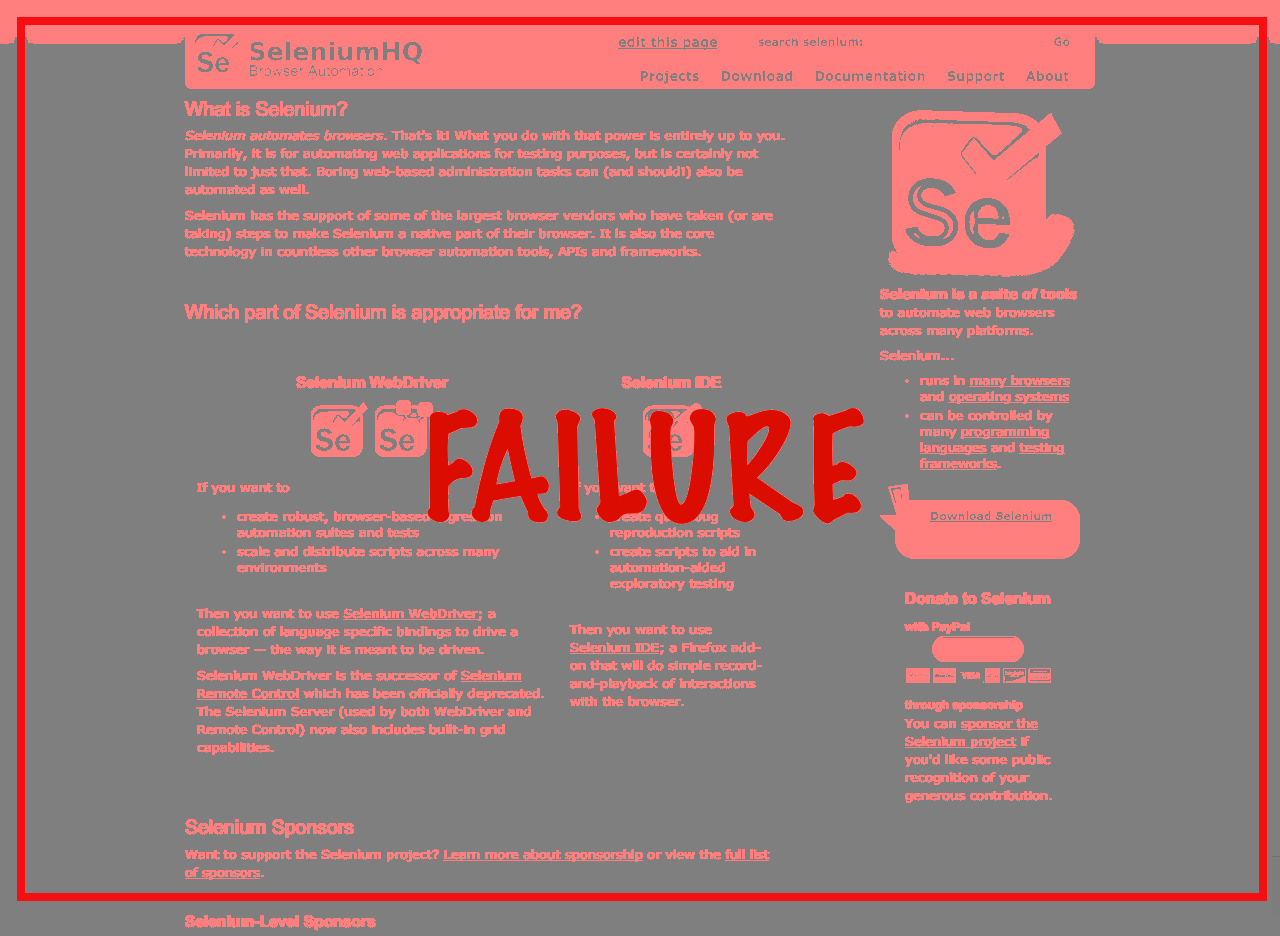 SeleniumHQ
Browser Automation
edit this page
search selenium:
Go
Projects
Download
Documentation
Support
About
What is Selenium?
Selenium automates browsers. That's it! What you do with that power is entirely up to you.
Primarily, it is for automating web applications for testing purposes, but is certainly not
limited to just that. Boring web-based administration tasks can (and should!) also be
automated as well.
Selenium has the support of some of the largest browser vendors who have taken (or are
taking) steps to make Selenium a native part of their browser. It is also the core
technology in countless other browser automation tools, APIs and frameworks.
Which part of Selenium is appropriate for me?
Selenium WebDriver
Se
Se
If you want to
• create robust, browser-based
automation suites and tests
• scale and distribute scripts across many
environments
Then you want to use Selenium WebDriver; a
collection of language specific bindings to drive a
browser — the way it is meant to be driven.
Selenium WebDriver is the successor of Selenium
Remote Control which has been officially deprecated.
The Selenium Server (used by both WebDriver and
Remote Control) now also includes built-in grid
capabilities.
Selenium IDE
Se
FAILURE
reproduction scripts
• create scripts to aid in
automation-aided
exploratory testing
Then you want to use
Selenium IDE; a Firefox add-
on that will do simple record-
and-playback of interactions
with the browser.
Selenium Sponsors
Want to support the Selenium project? Learn more about sponsorship or view the full list
of sponsors.
Selenium-Level Sponsors
Se
Se
Selenium is a suite of tools
to automate web browsers
across many platforms.
Selenium...
• runs in many browsers
and operating systems
• can be controlled by
many programming
languages and testing
frameworks.
Download Selenium
Donate to Selenium
with PayPal
VISA
through sponsorship
You can sponsor the
Selenium project if
you'd like some public
recognition of your
generous contribution.